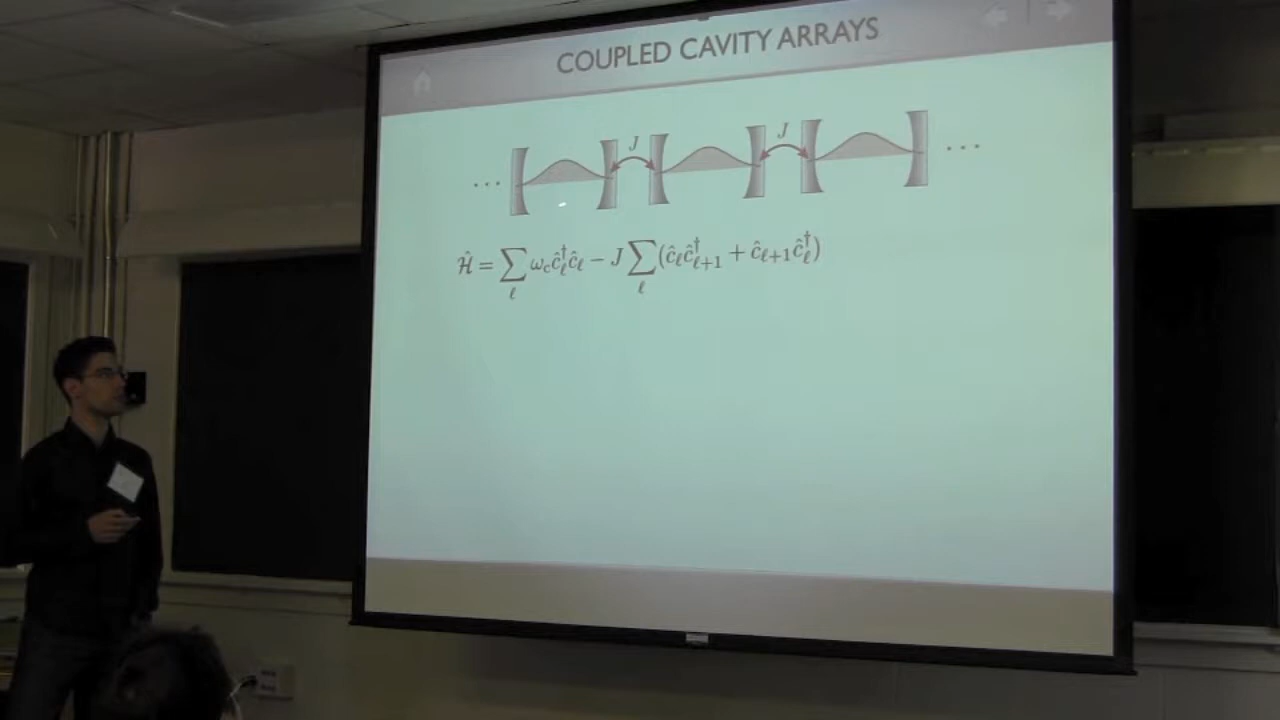 COUPLED CAVITY ARRAYS
J J
... ...
Ĥ = ∑_ℓ ω_c ĉ_ℓ^† ĉ_ℓ − J ∑_ℓ (ĉ_ℓ ĉ_{ℓ+1}^† + ĉ_{ℓ+1} ĉ_ℓ^†)